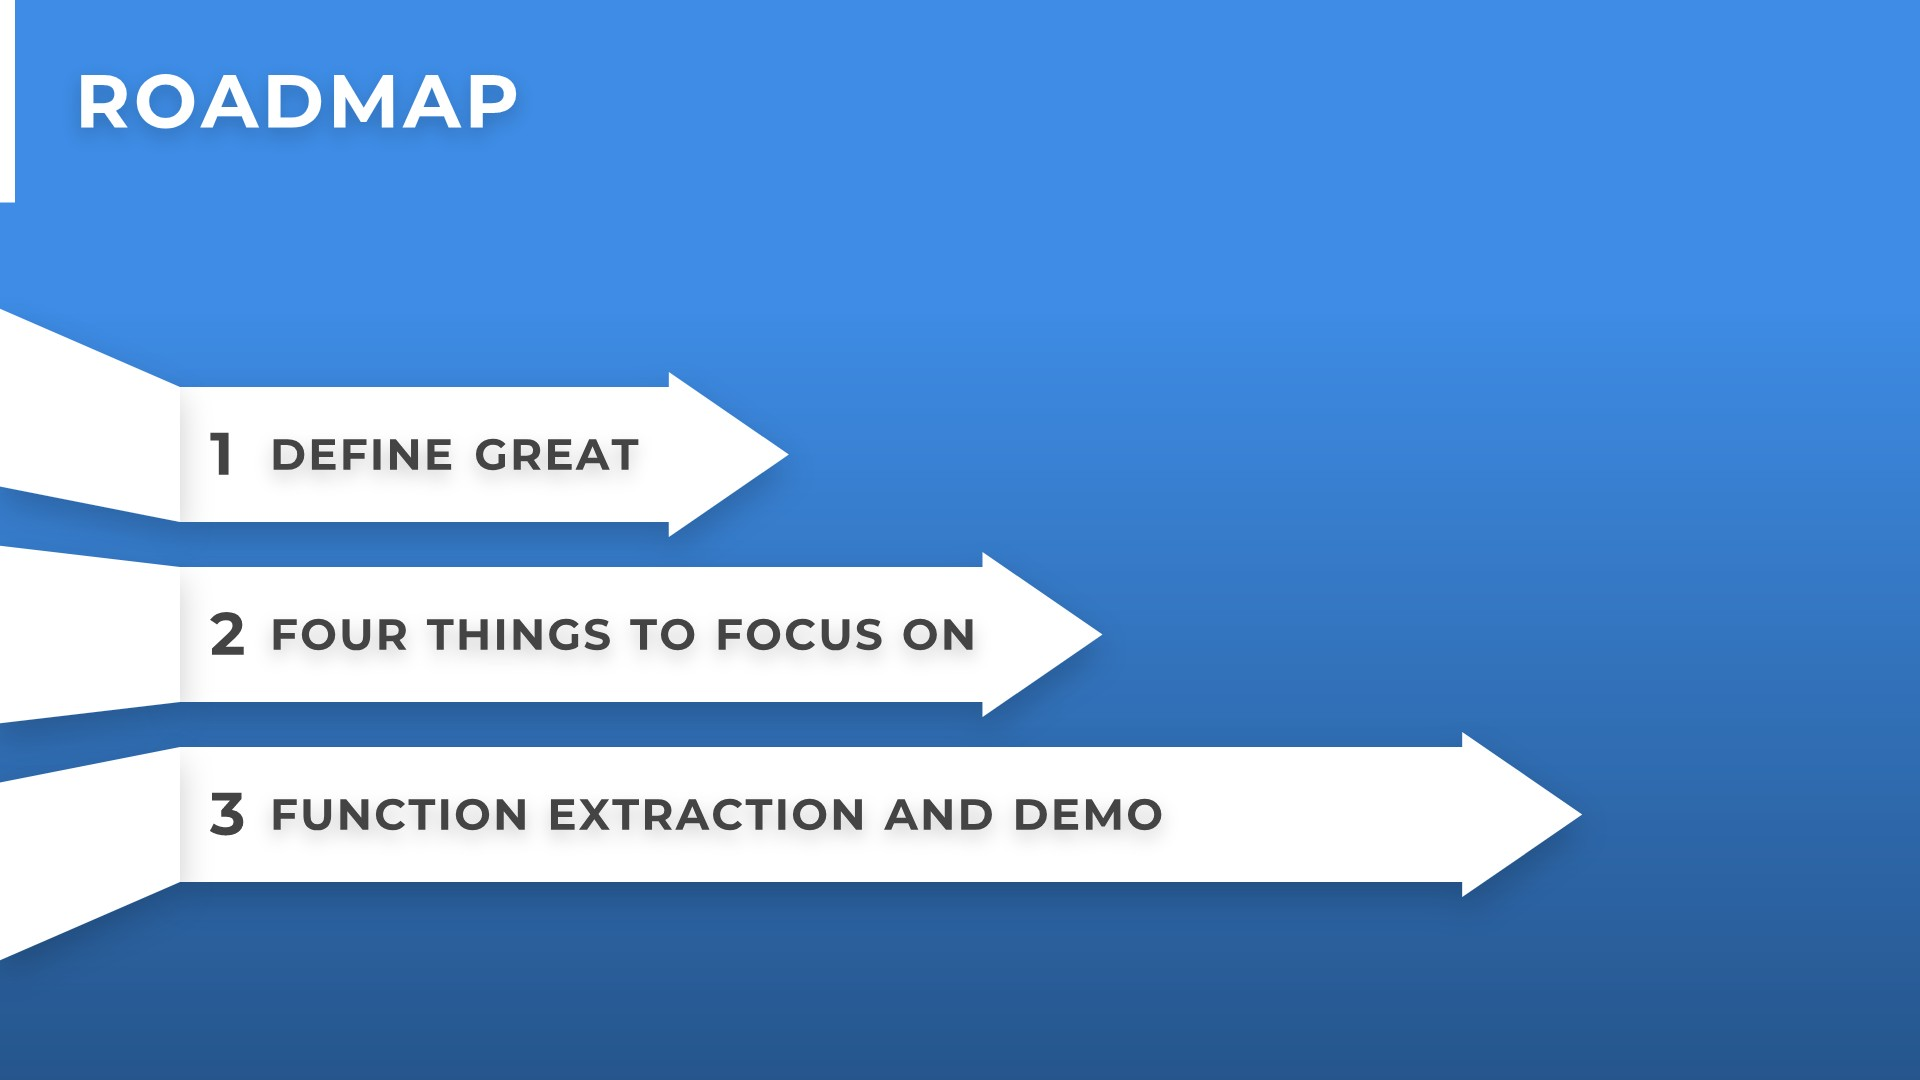 ROADMAP
1 DEFINE GREAT
2 FOUR THINGS TO FOCUS ON
3 FUNCTION EXTRACTION AND DEMO